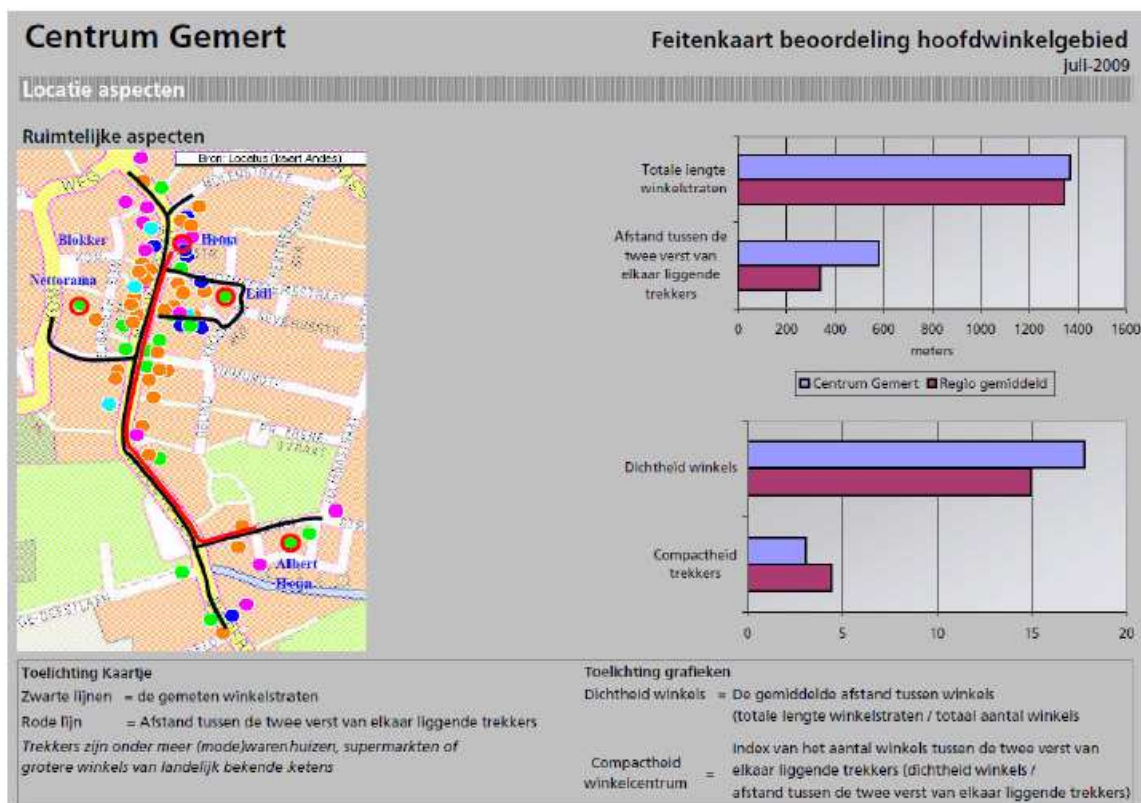 Centrum Gemert
Feitenkaart beoordeling hoofdwinkelgebied
juli-2009
Locatie aspecten
Ruimtelijke aspecten
Bron: Locatus (kaart Andes)
WES
Blokker
Hema
Nettorama
Lidl
Albert
Heijn
Totale lengte
winkelstraten
Afstand tussen de
twee verst van
elkaar liggende
trekkers
0 200 400 600 800 1000 1200 1400 1600
meters
Centrum Gemert Regio gemiddeld
Dichtheid winkels
Compactheid
trekkers
0 5 10 15 20
Toelichting Kaartje
Zwarte lijnen = de gemeten winkelstraten
Rode lijn = Afstand tussen de twee verst van elkaar liggende trekkers
Trekkers zijn onder meer (mode)warenhuizen, supermarkten of
grotere winkels van landelijk bekende ketens
Toelichting grafieken
Dichtheid winkels = De gemiddelde afstand tussen winkels
(totale lengte winkelstraten / totaal aantal winkels
Compactheid
winkelcentrum = Index van het aantal winkels tussen de twee verst van
elkaar liggende trekkers (dichtheid winkels /
afstand tussen de twee verst van elkaar liggende trekkers)